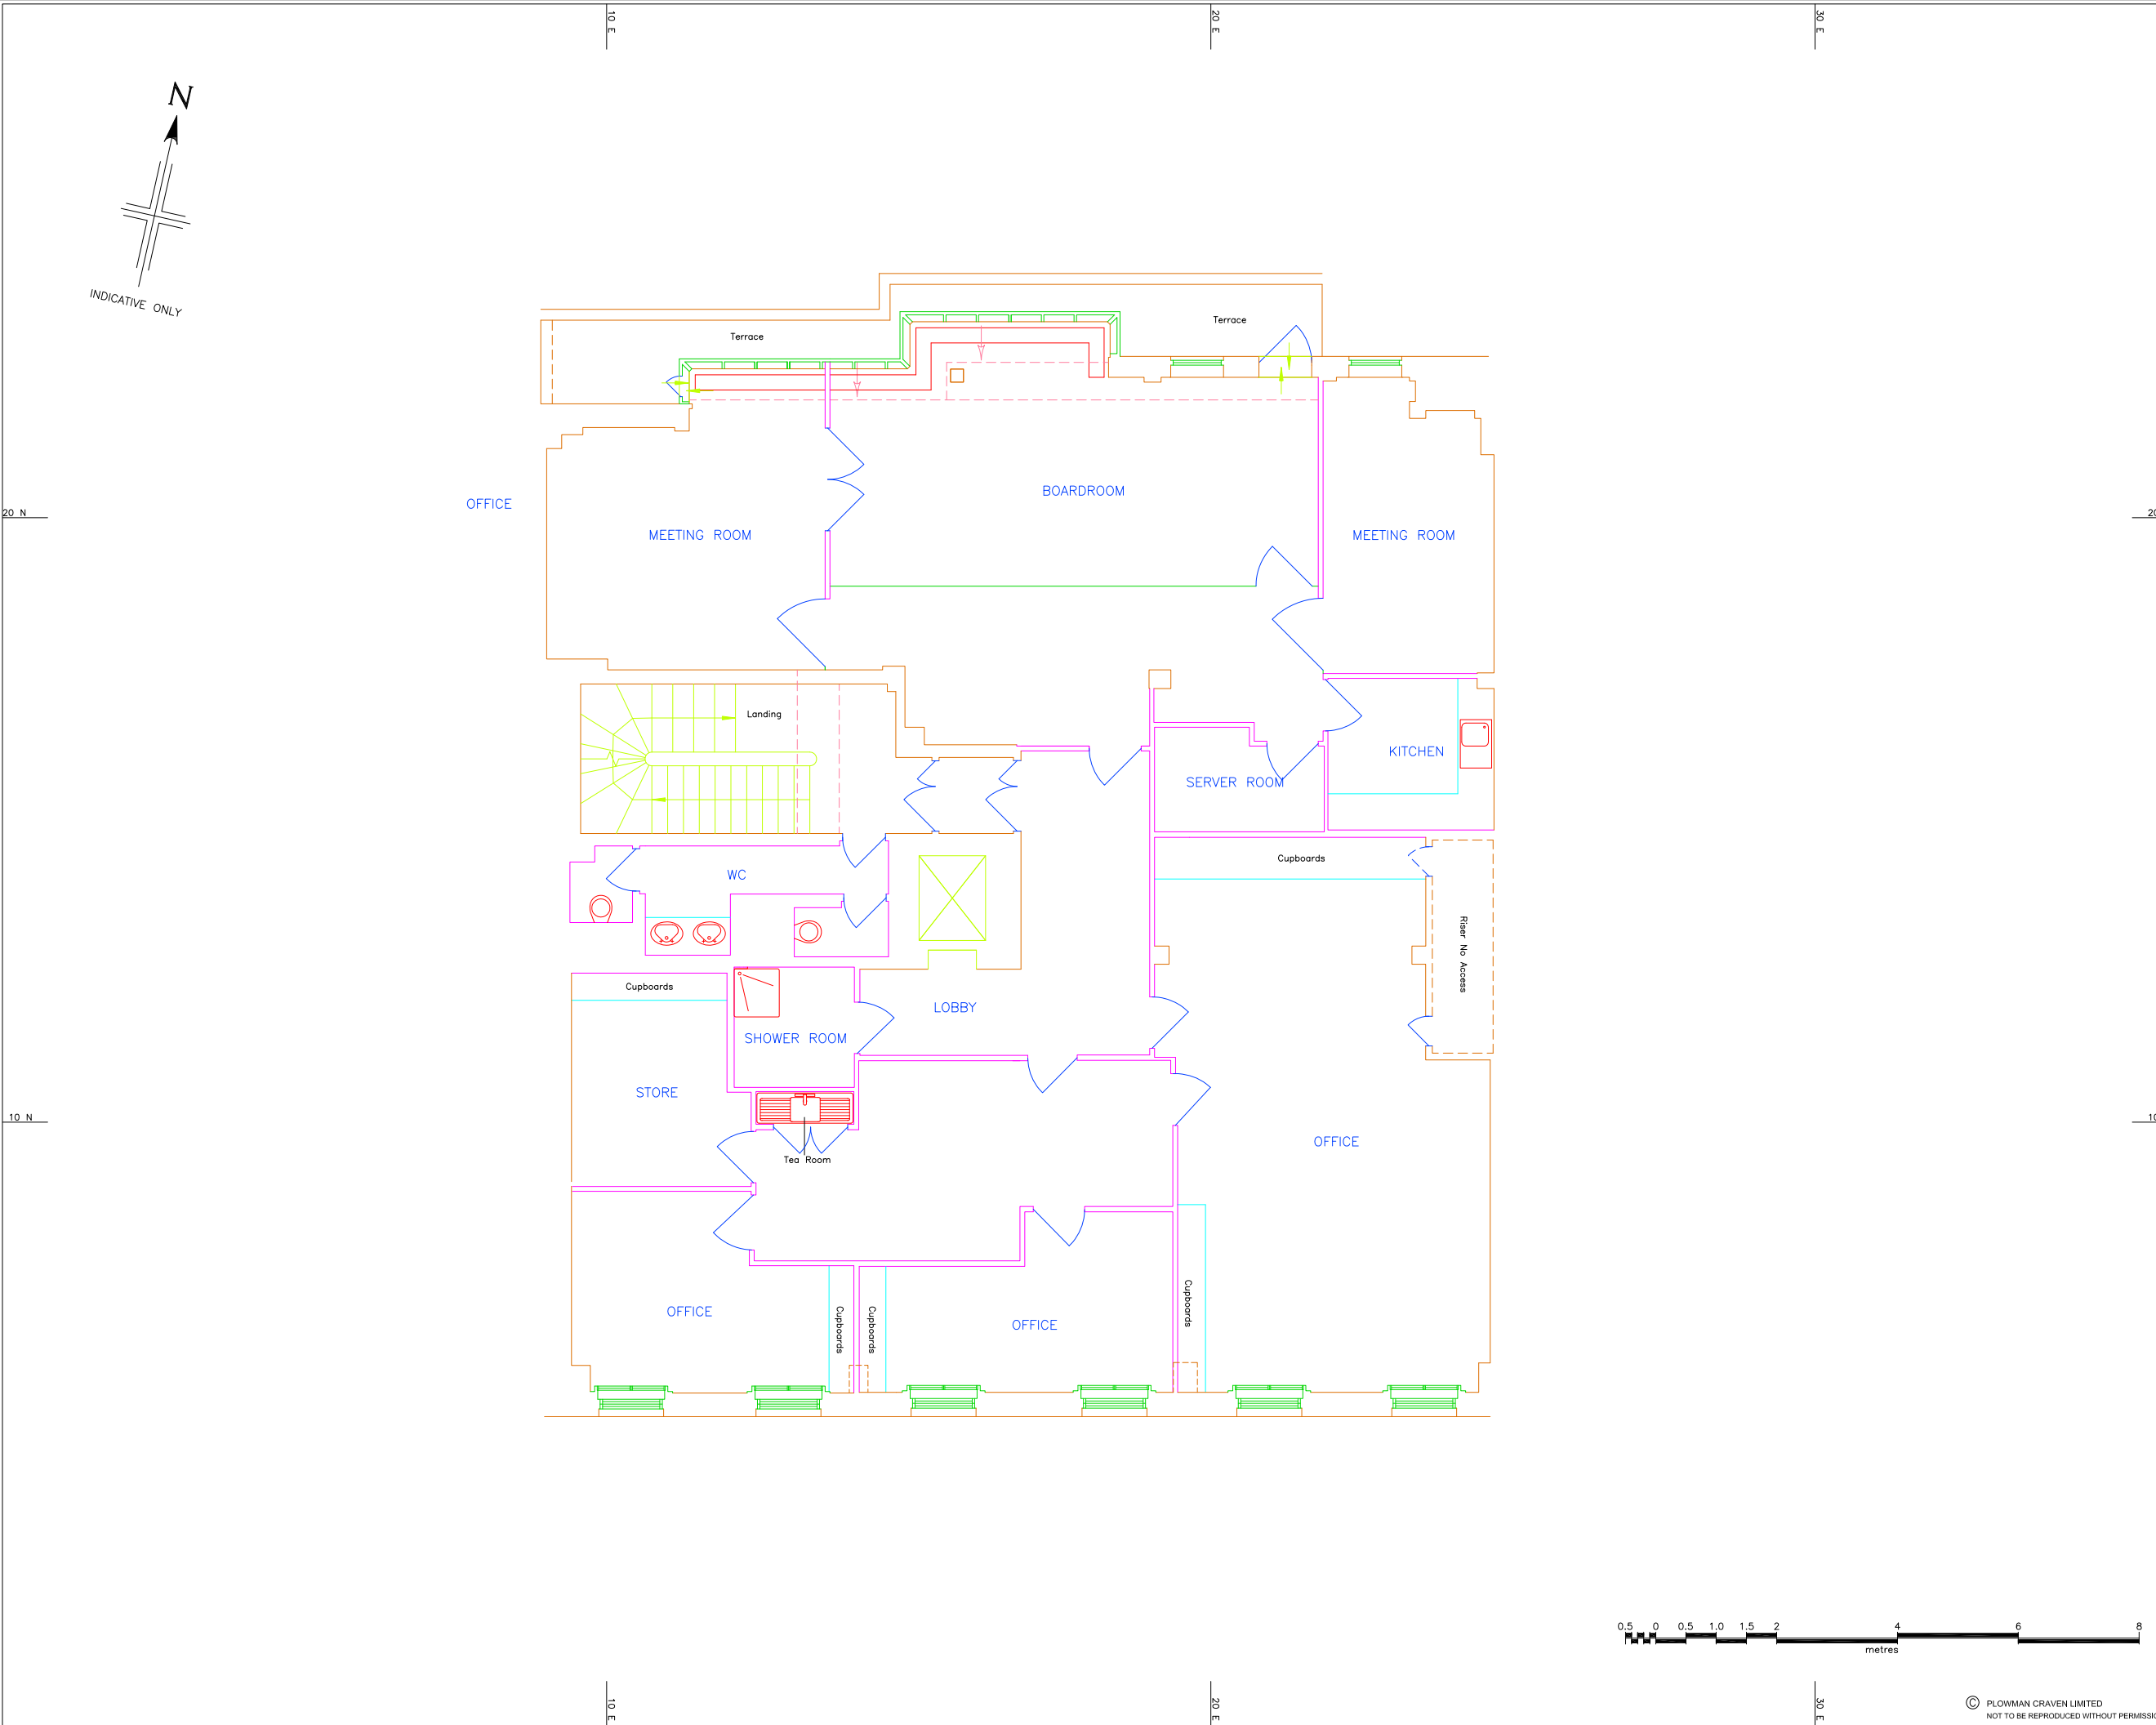 10 E
20 E
30 E
N
INDICATIVE ONLY
Terrace
Terrace
OFFICE
BOARDROOM
20 N
20
MEETING ROOM
MEETING ROOM
Landing
KITCHEN
SERVER ROOM
Cupboards
WC
Riser No Access
Cupboards
LOBBY
SHOWER ROOM
STORE
10 N
10
OFFICE
Tea Room
Cupboards
OFFICE
Cupboards
Cupboards
OFFICE
0.5 0 0.5 1.0 1.5 2 4 6 8
metres
10 E
20 E
30 E
© PLOWMAN CRAVEN LIMITED
NOT TO BE REPRODUCED WITHOUT PERMISSI